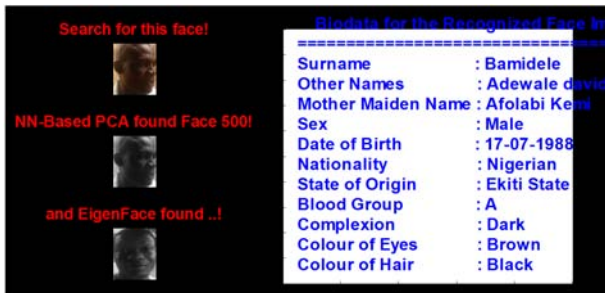 Search for this face!
NN-Based PCA found Face 500!
and EigenFace found ..!
Biodata for the Recognized Face Im
=================================
Surname : Bamidele
Other Names : Adewale david
Mother Maiden Name : Afolabi Kemi
Sex : Male
Date of Birth : 17-07-1988
Nationality : Nigerian
State of Origin : Ekiti State
Blood Group : A
Complexion : Dark
Colour of Eyes : Brown
Colour of Hair : Black